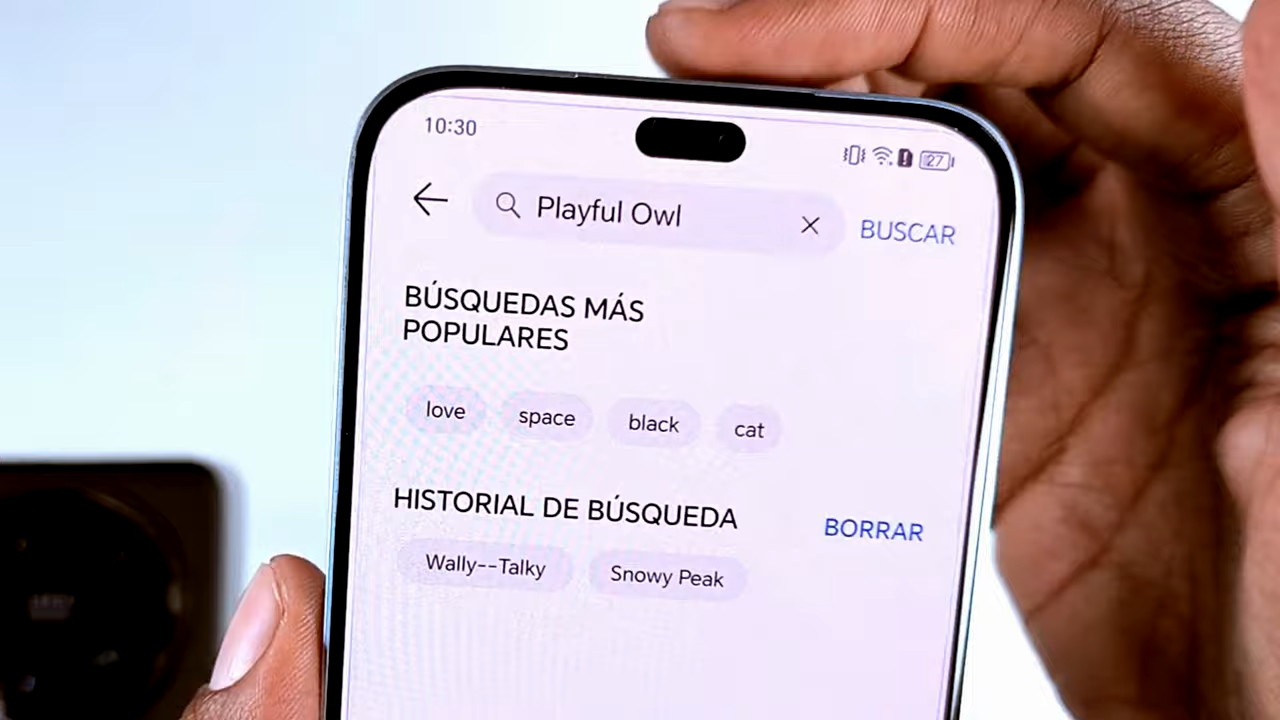 10:30
27
Playful Owl
BUSCAR
BÚSQUEDAS MÁS
POPULARES
love space black cat
HISTORIAL DE BÚSQUEDA
BORRAR
Wally--Talky Snowy Peak